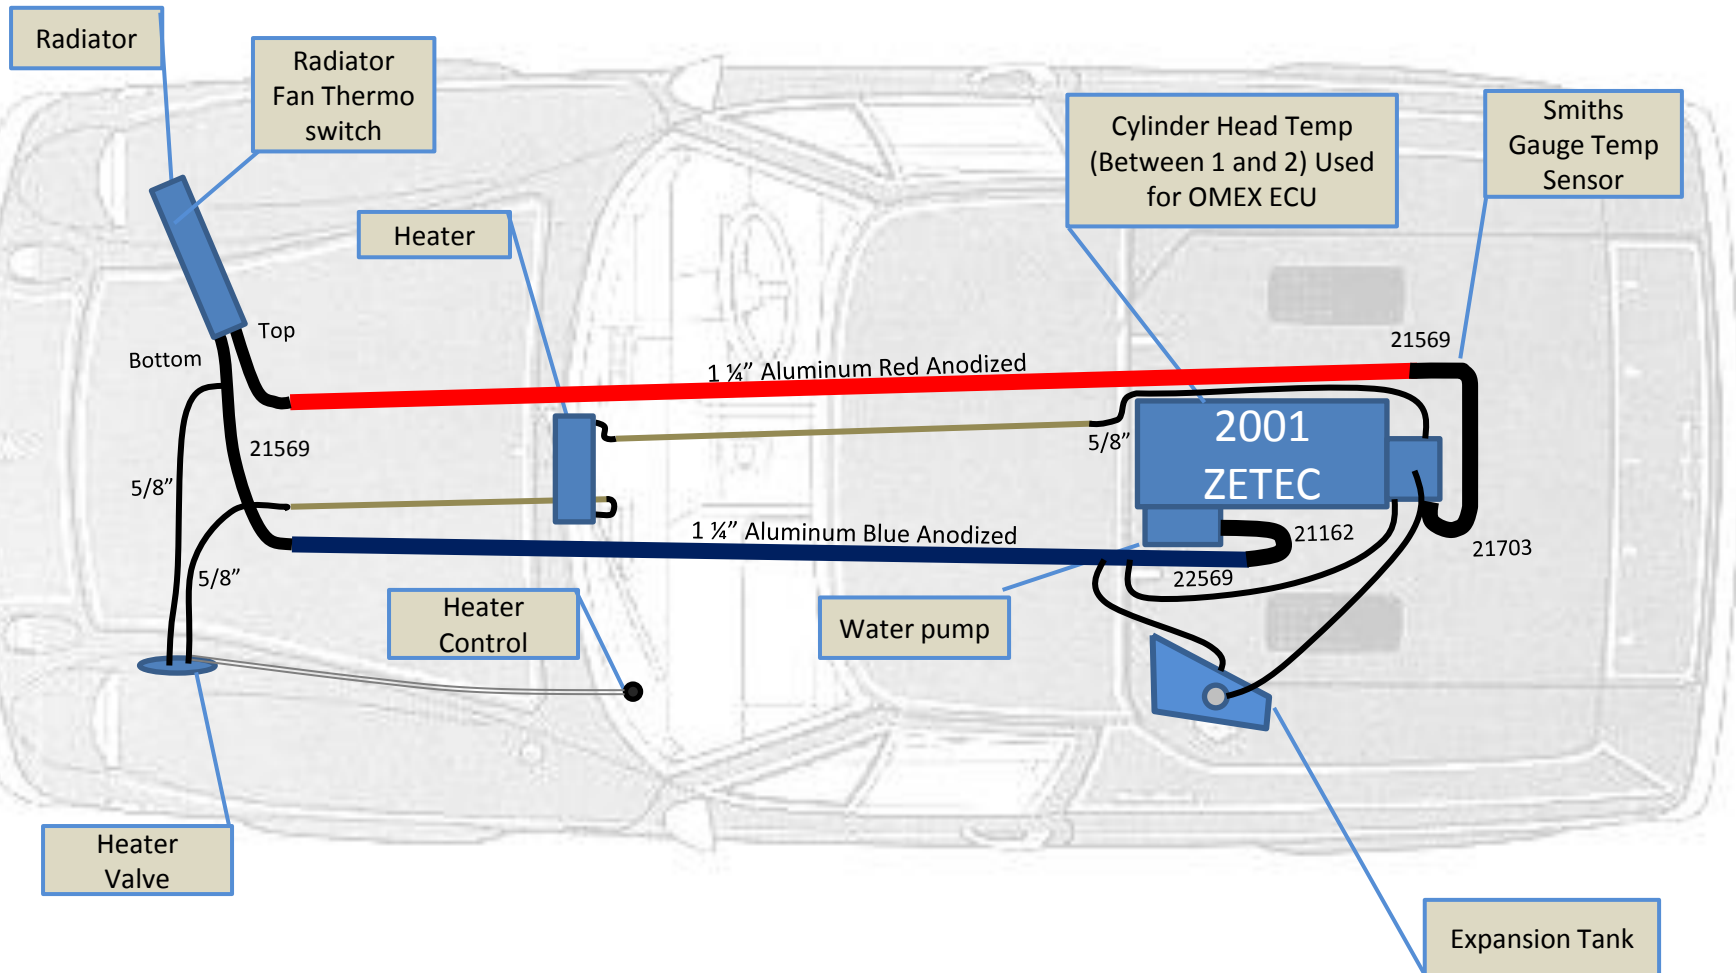 Radiator
Radiator
Fan Thermo
switch
Heater
Cylinder Head Temp
(Between 1 and 2) Used
for OMEX ECU
Smiths
Gauge Temp
Sensor
Top
Bottom
1 ¼” Aluminum Red Anodized
21569
21569
5/8”
5/8”
2001
ZETEC
1 ¼” Aluminum Blue Anodized
21162
21703
22569
5/8”
Heater
Control
Water pump
Heater
Valve
Expansion Tank